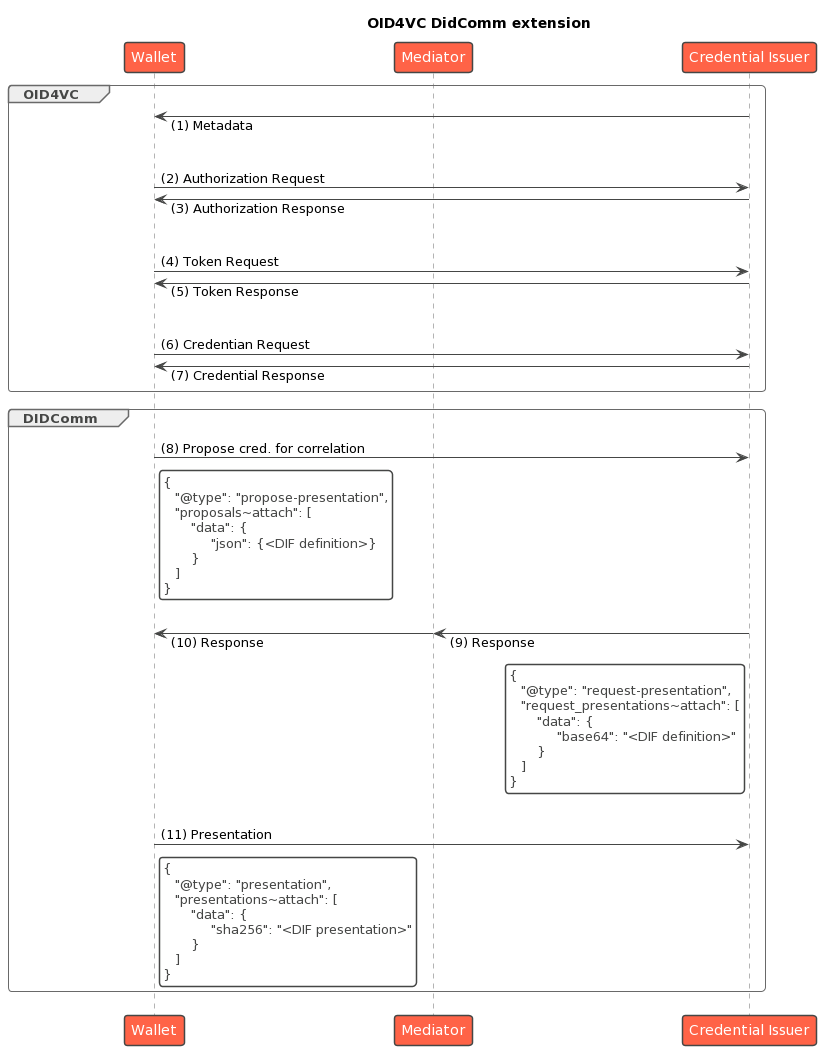 OID4VC DidComm extension
Wallet
Mediator
Credential Issuer
OID4VC
(1) Metadata
(2) Authorization Request
(3) Authorization Response
(4) Token Request
(5) Token Response
(6) Credentian Request
(7) Credential Response
DIDComm
(8) Propose cred. for correlation
{
"@type": "propose-presentation",
"proposals~attach": [
"data": {
"json": {<DIF definition>}
}
]
}
(10) Response
(9) Response
{
"@type": "request-presentation",
"request_presentations~attach": [
"data": {
"base64": "<DIF definition>"
}
]
}
(11) Presentation
{
"@type": "presentation",
"presentations~attach": [
"data": {
"sha256": "<DIF presentation>"
}
]
}
Wallet
Mediator
Credential Issuer